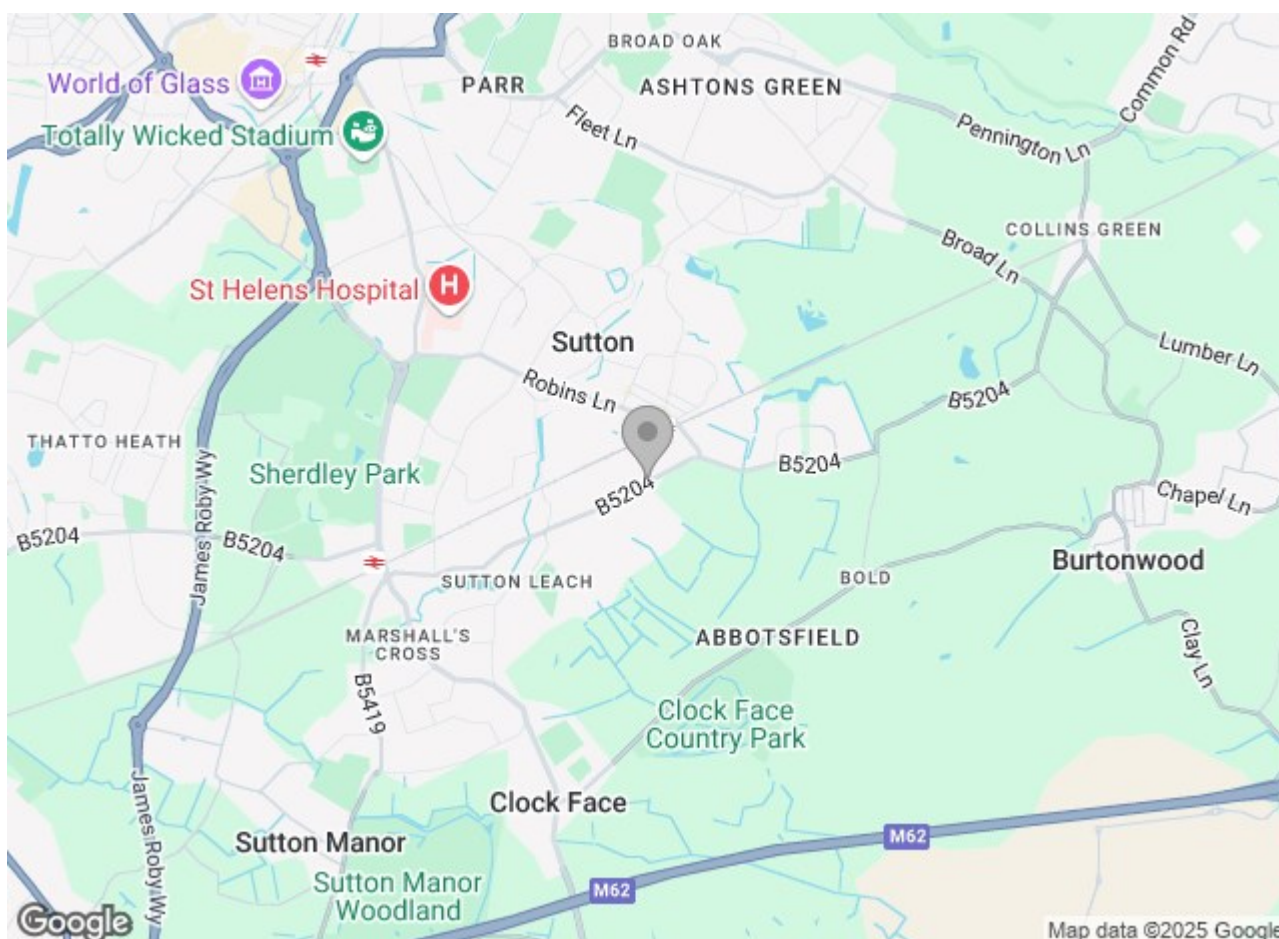 BROAD OAK
World of Glass
PARR
ASHTONS GREEN
Common Rd
Totally Wicked Stadium
Fleet Ln
Pennington Ln
COLLINS GREEN
Broad Ln
St Helens Hospital
H
Sutton
Lumber Ln
Robins Ln
B5204
THATTO HEATH
James Roby Wy
Sherdley Park
B5204
B5204
Chapel Ln
B5204
B5204
Burtonwood
SUTTON LEACH
BOLD
MARSHALL'S
CROSS
ABBOTSFIELD
Clay Ln
B5419
Clock Face
Country Park
James Roby Wy
Clock Face
Sutton Manor
M62
Sutton Manor
Woodland
M62
Google
Map data ©2025 Google